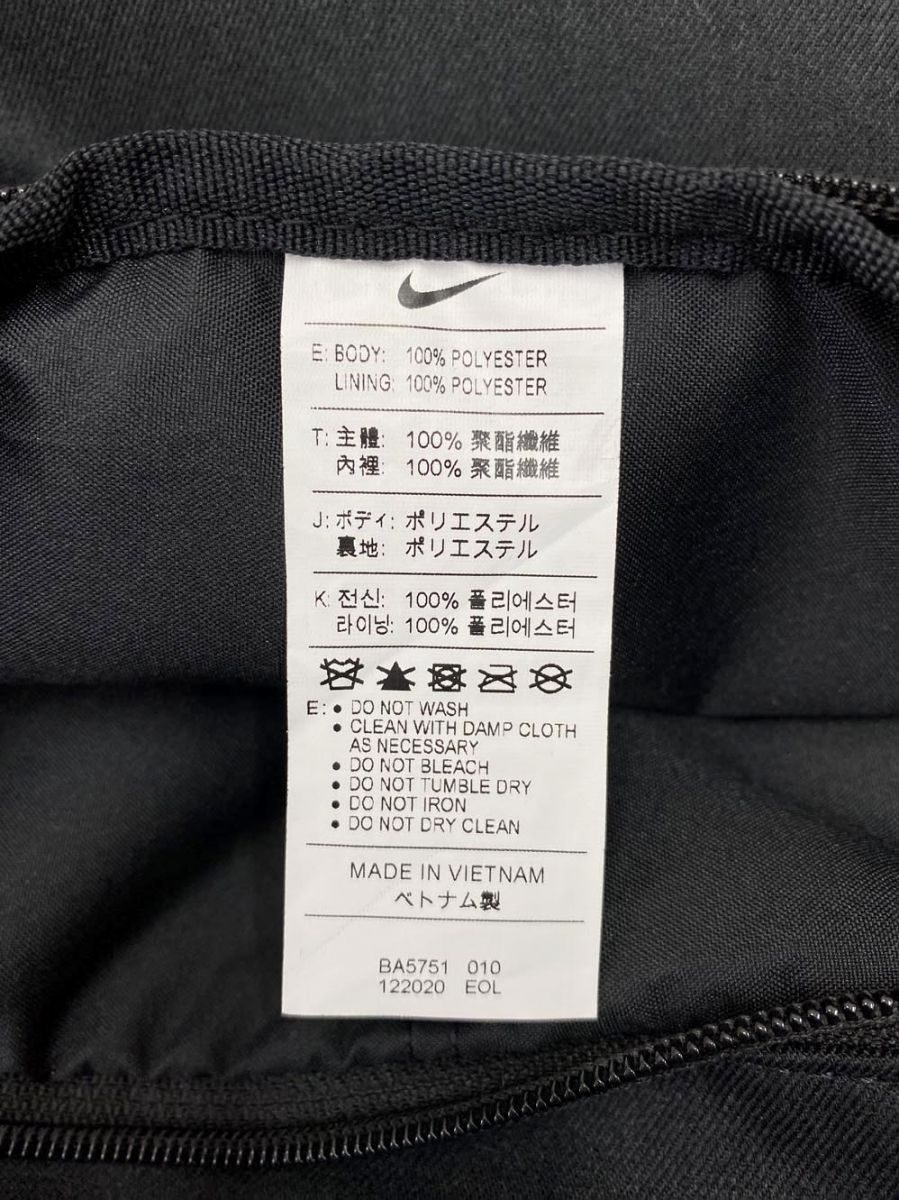 E: BODY: 100% POLYESTER
LINING: 100% POLYESTER
T: 主體: 100% 聚酯纖維
內裡: 100% 聚酯纖維
J: ボディ: ポリエステル
裏地: ポリエステル
K: 전신: 100% 폴리에스터
라이닝: 100% 폴리에스터
E: • DO NOT WASH
• CLEAN WITH DAMP CLOTH
AS NECESSARY
• DO NOT BLEACH
• DO NOT TUMBLE DRY
• DO NOT IRON
• DO NOT DRY CLEAN
MADE IN VIETNAM
ベトナム製
BA5751 010
122020 EOL